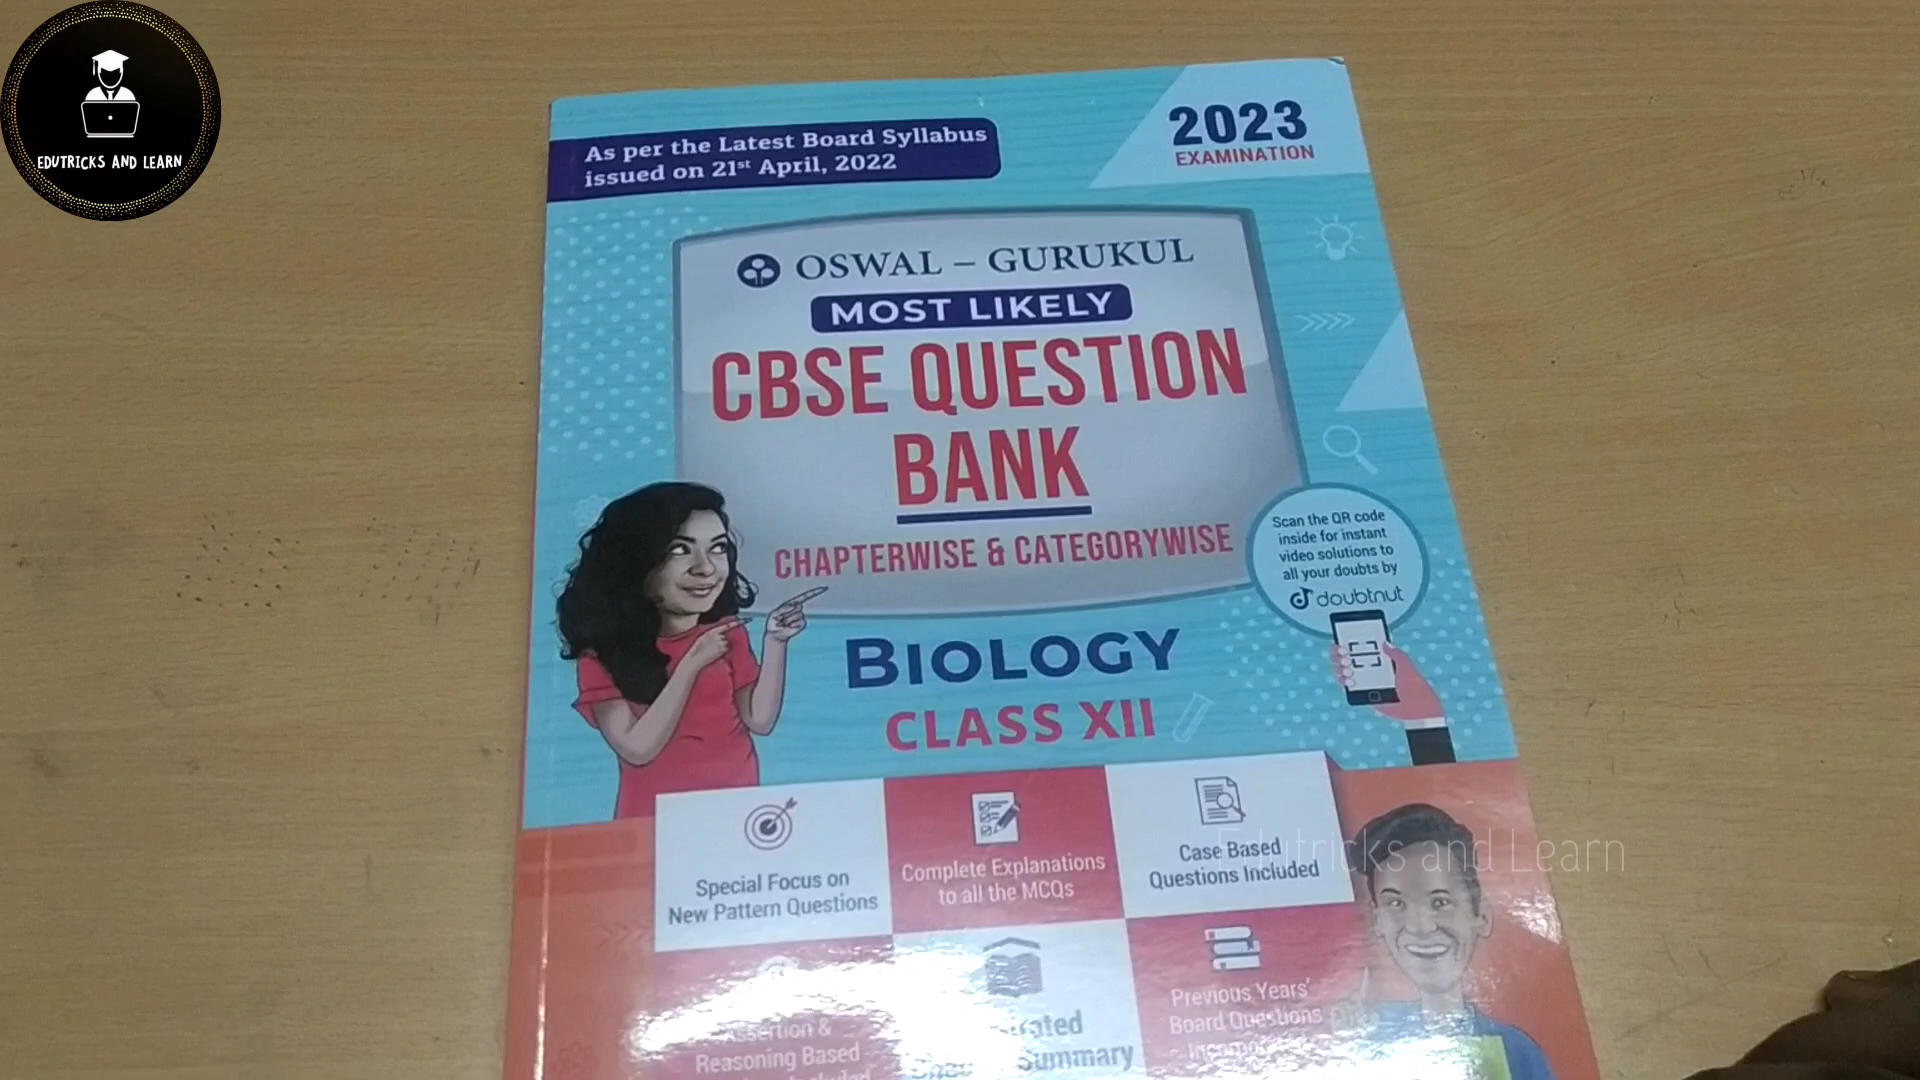 EDUTRICKS AND LEARN
As per the Latest Board Syllabus
issued on 21st April, 2022
2023
EXAMINATION
OSWAL – GURUKUL
MOST LIKELY
CBSE QUESTION
BANK
CHAPTERWISE & CATEGORYWISE
Scan the QR code
inside for instant
video solutions to
all your doubts by
doubtnut
BIOLOGY
CLASS XII
Special Focus on
New Pattern Questions
Complete Explanations
to all the MCQs
Case Based
Questions Included
Edutricks and Learn
Assertion &
Reasoning Based
Summary
Previous Years'
Board Questions